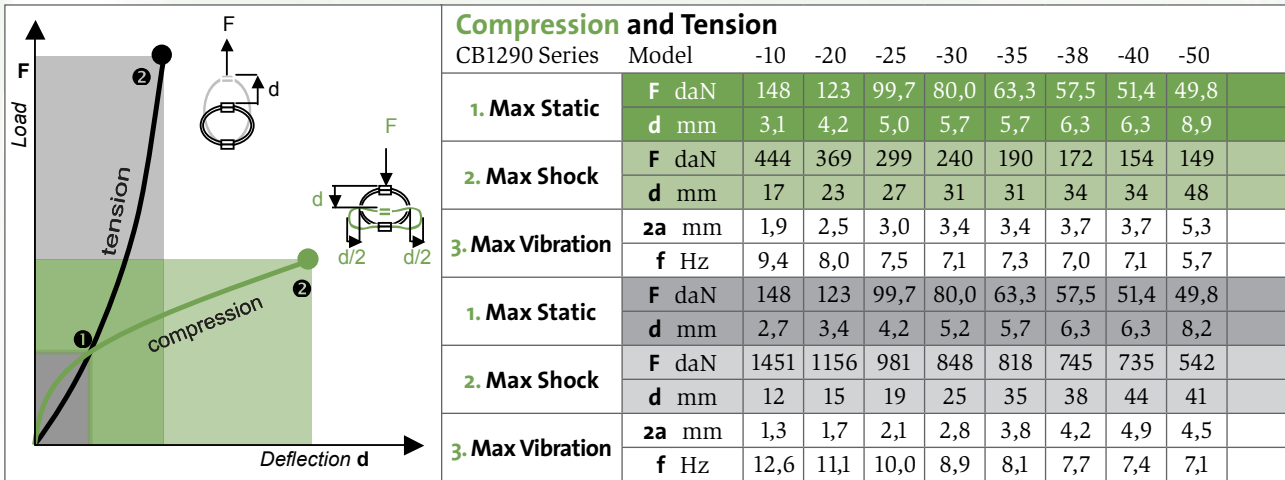 F
Load
❷
F
d
tension
F
d
d/2 d/2
❷
❶
compression
Deflection d
Compression and Tension
CB1290 Series Model -10 -20 -25 -30 -35 -38 -40 -50
1. Max Static F daN 148 123 99,7 80,0 63,3 57,5 51,4 49,8
d mm 3,1 4,2 5,0 5,7 5,7 6,3 6,3 8,9
2. Max Shock F daN 444 369 299 240 190 172 154 149
d mm 17 23 27 31 31 34 34 48
3. Max Vibration 2a mm 1,9 2,5 3,0 3,4 3,4 3,7 3,7 5,3
f Hz 9,4 8,0 7,5 7,1 7,3 7,0 7,1 5,7
1. Max Static F daN 148 123 99,7 80,0 63,3 57,5 51,4 49,8
d mm 2,7 3,4 4,2 5,2 5,7 6,3 6,3 8,2
2. Max Shock F daN 1451 1156 981 848 818 745 735 542
d mm 12 15 19 25 35 38 44 41
3. Max Vibration 2a mm 1,3 1,7 2,1 2,8 3,8 4,2 4,9 4,5
f Hz 12,6 11,1 10,0 8,9 8,1 7,7 7,4 7,1